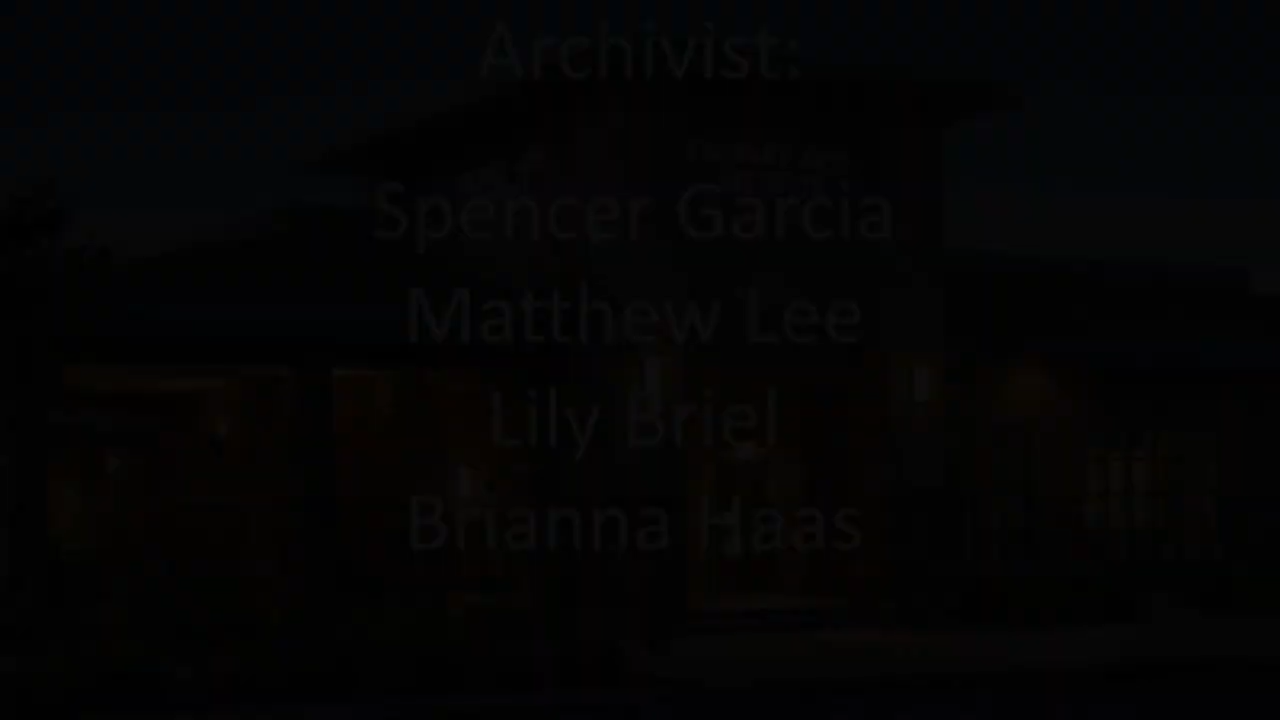 Archivist:
Spencer Garcia
Matthew Lee
Lily Briel
Brianna Haas